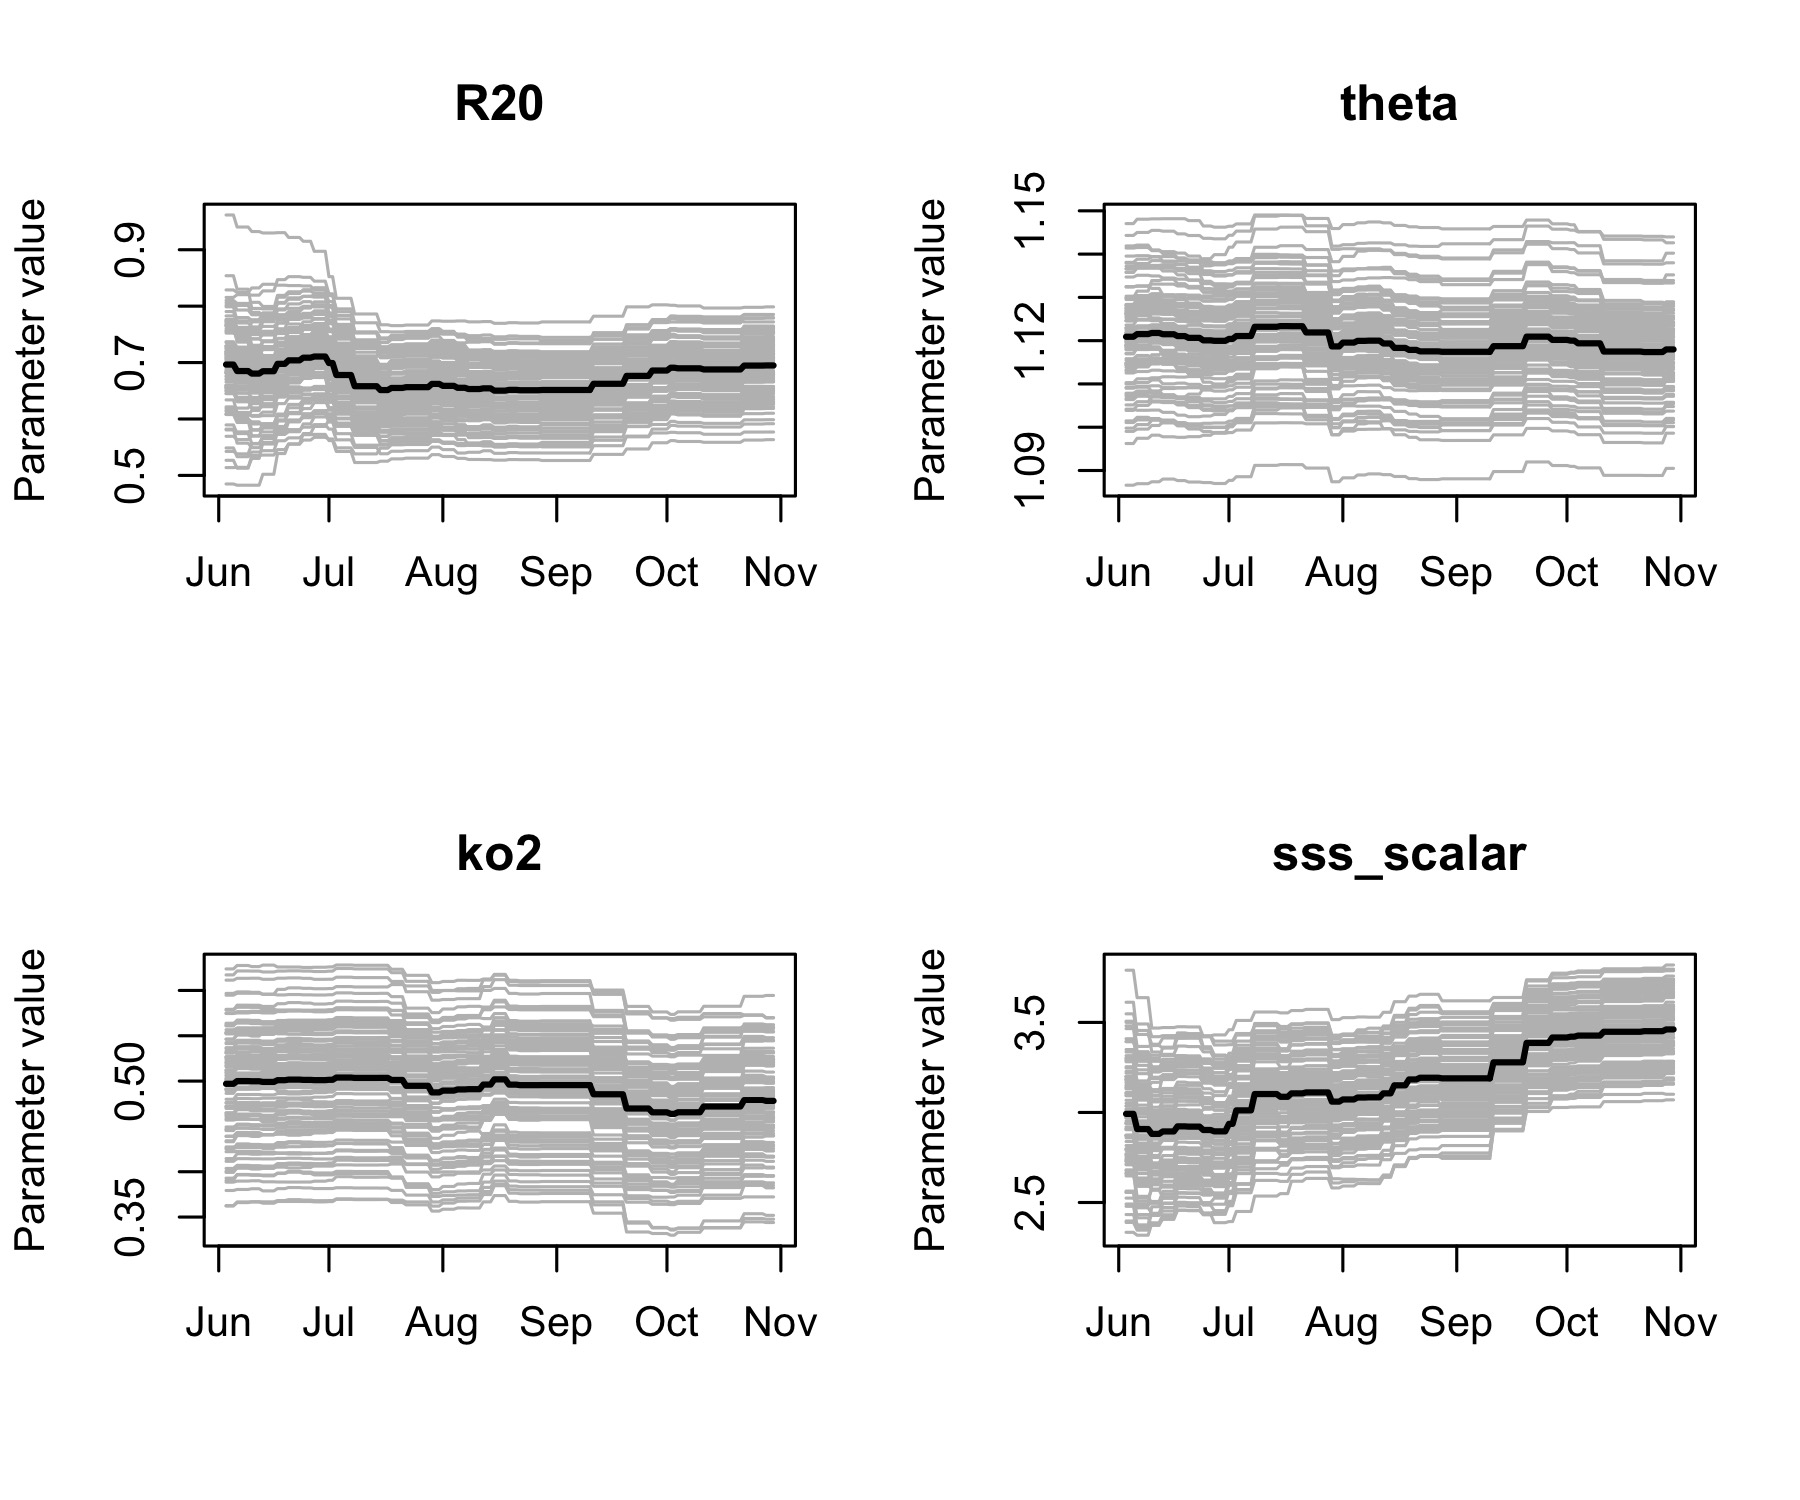 R20
Parameter value
0.9
0.7
0.5
Jun Jul Aug Sep Oct Nov
theta
Parameter value
1.15
1.12
1.09
Jun Jul Aug Sep Oct Nov
ko2
Parameter value
0.50
0.35
Jun Jul Aug Sep Oct Nov
sss_scalar
Parameter value
3.5
2.5
Jun Jul Aug Sep Oct Nov